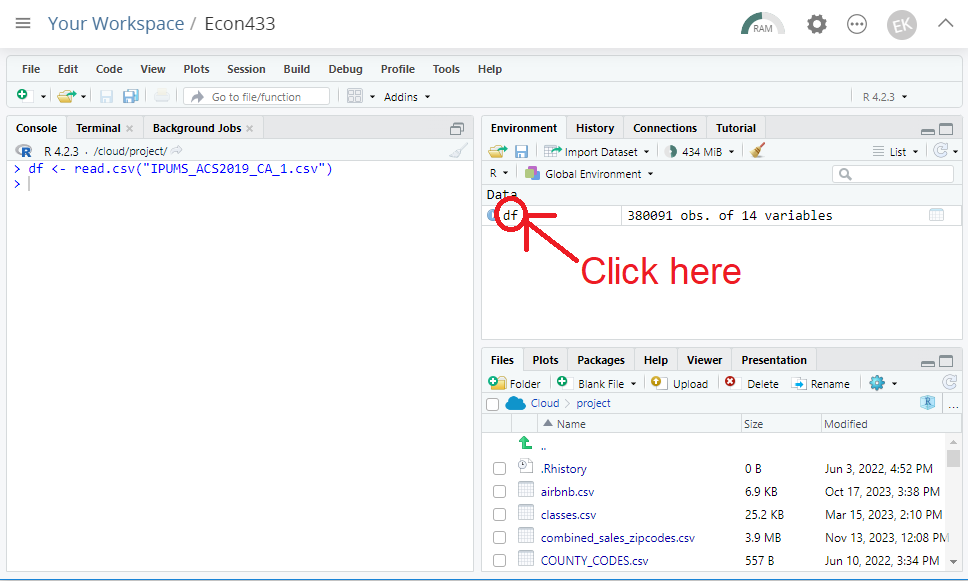 Your Workspace / Econ433
RAM
EK
File Edit Code View Plots Session Build Debug Profile Tools Help
Go to file/function
Addins
R 4.2.3
Console Terminal Background Jobs
R 4.2.3 · /cloud/project/
> df <- read.csv("IPUMS_ACS2019_CA_1.csv")
>
Environment History Connections Tutorial
Import Dataset 434 MiB List
R Global Environment
Data
df 380091 obs. of 14 variables
Click here
Files Plots Packages Help Viewer Presentation
Folder Blank File Upload Delete Rename
Cloud project R ...
Name Size Modified
..
.Rhistory 0 B Jun 3, 2022, 4:52 PM
airbnb.csv 6.9 KB Oct 17, 2023, 3:38 PM
classes.csv 25.2 KB Mar 15, 2023, 2:10 PM
combined_sales_zipcodes.csv 3.9 MB Nov 13, 2023, 12:08 PM
COUNTY_CODES.csv 557 B Jun 10, 2022, 3:34 PM